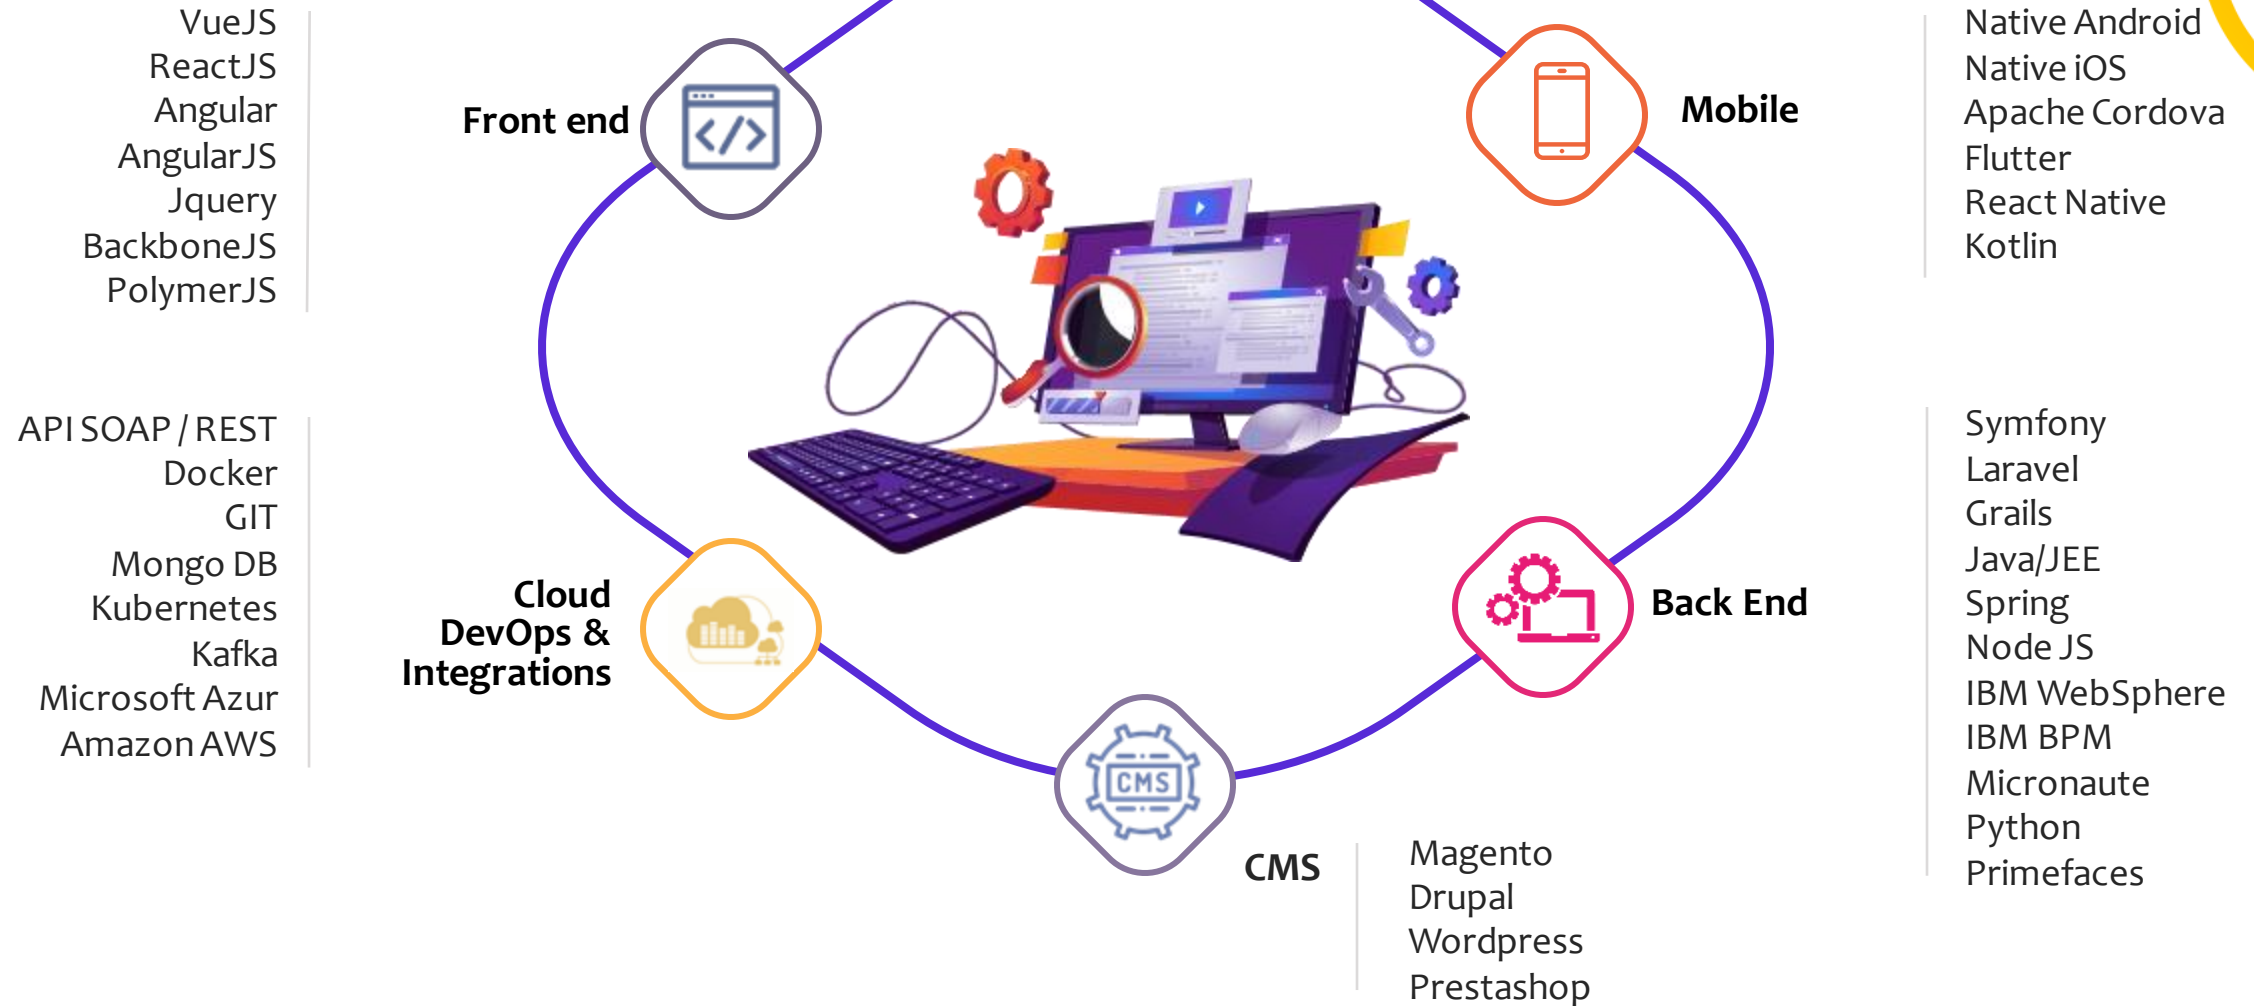 VueJS
ReactJS
Angular
AngularJS
Jquery
BackboneJS
PolymerJS
Front end
Mobile
Native Android
Native iOS
Apache Cordova
Flutter
React Native
Kotlin
API SOAP / REST
Docker
GIT
Mongo DB
Kubernetes
Kafka
Microsoft Azur
Amazon AWS
Cloud
DevOps &
Integrations
Back End
Symfony
Laravel
Grails
Java/JEE
Spring
Node JS
IBM WebSphere
IBM BPM
Micronaute
Python
Primefaces
CMS
CMS
Magento
Drupal
Wordpress
Prestashop